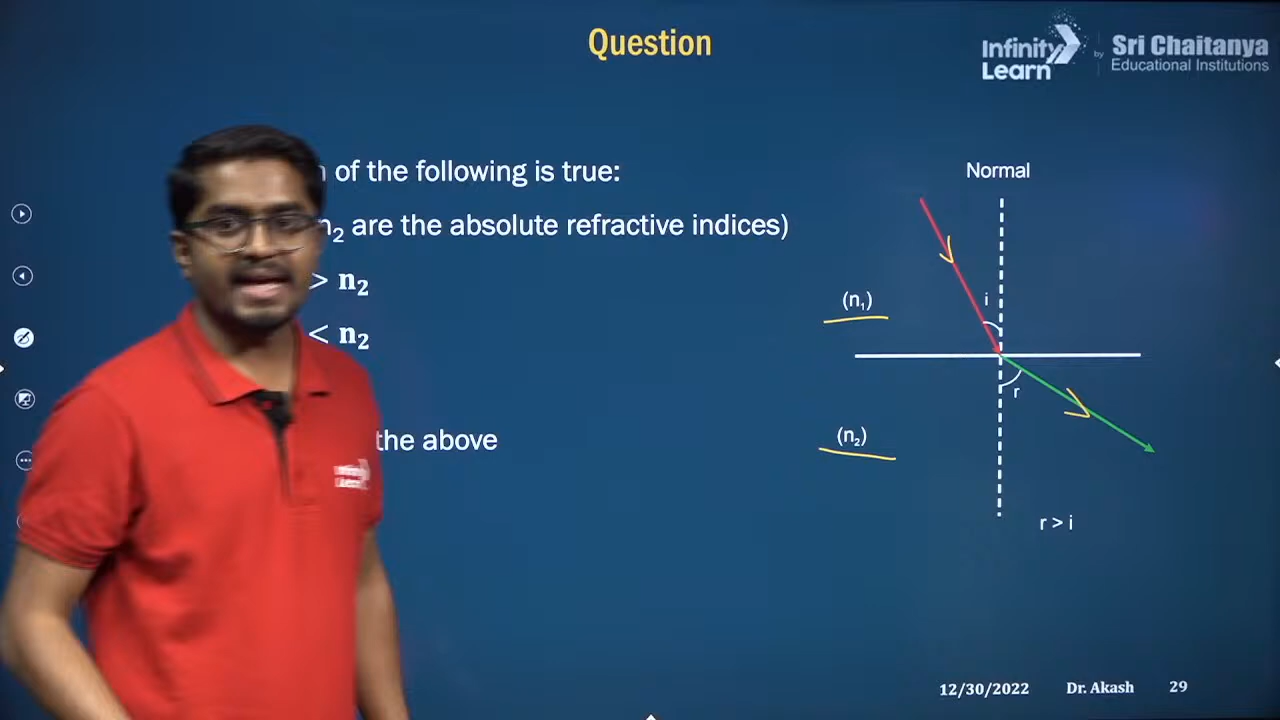 Question
Infinity Learn by Sri Chaitanya Educational Institutions
of the following is true:
n₂ are the absolute refractive indices)
> n₂
< n₂
the above
Normal
(n₁)
i
r
(n₂)
r > i
12/30/2022 Dr. Akash 29